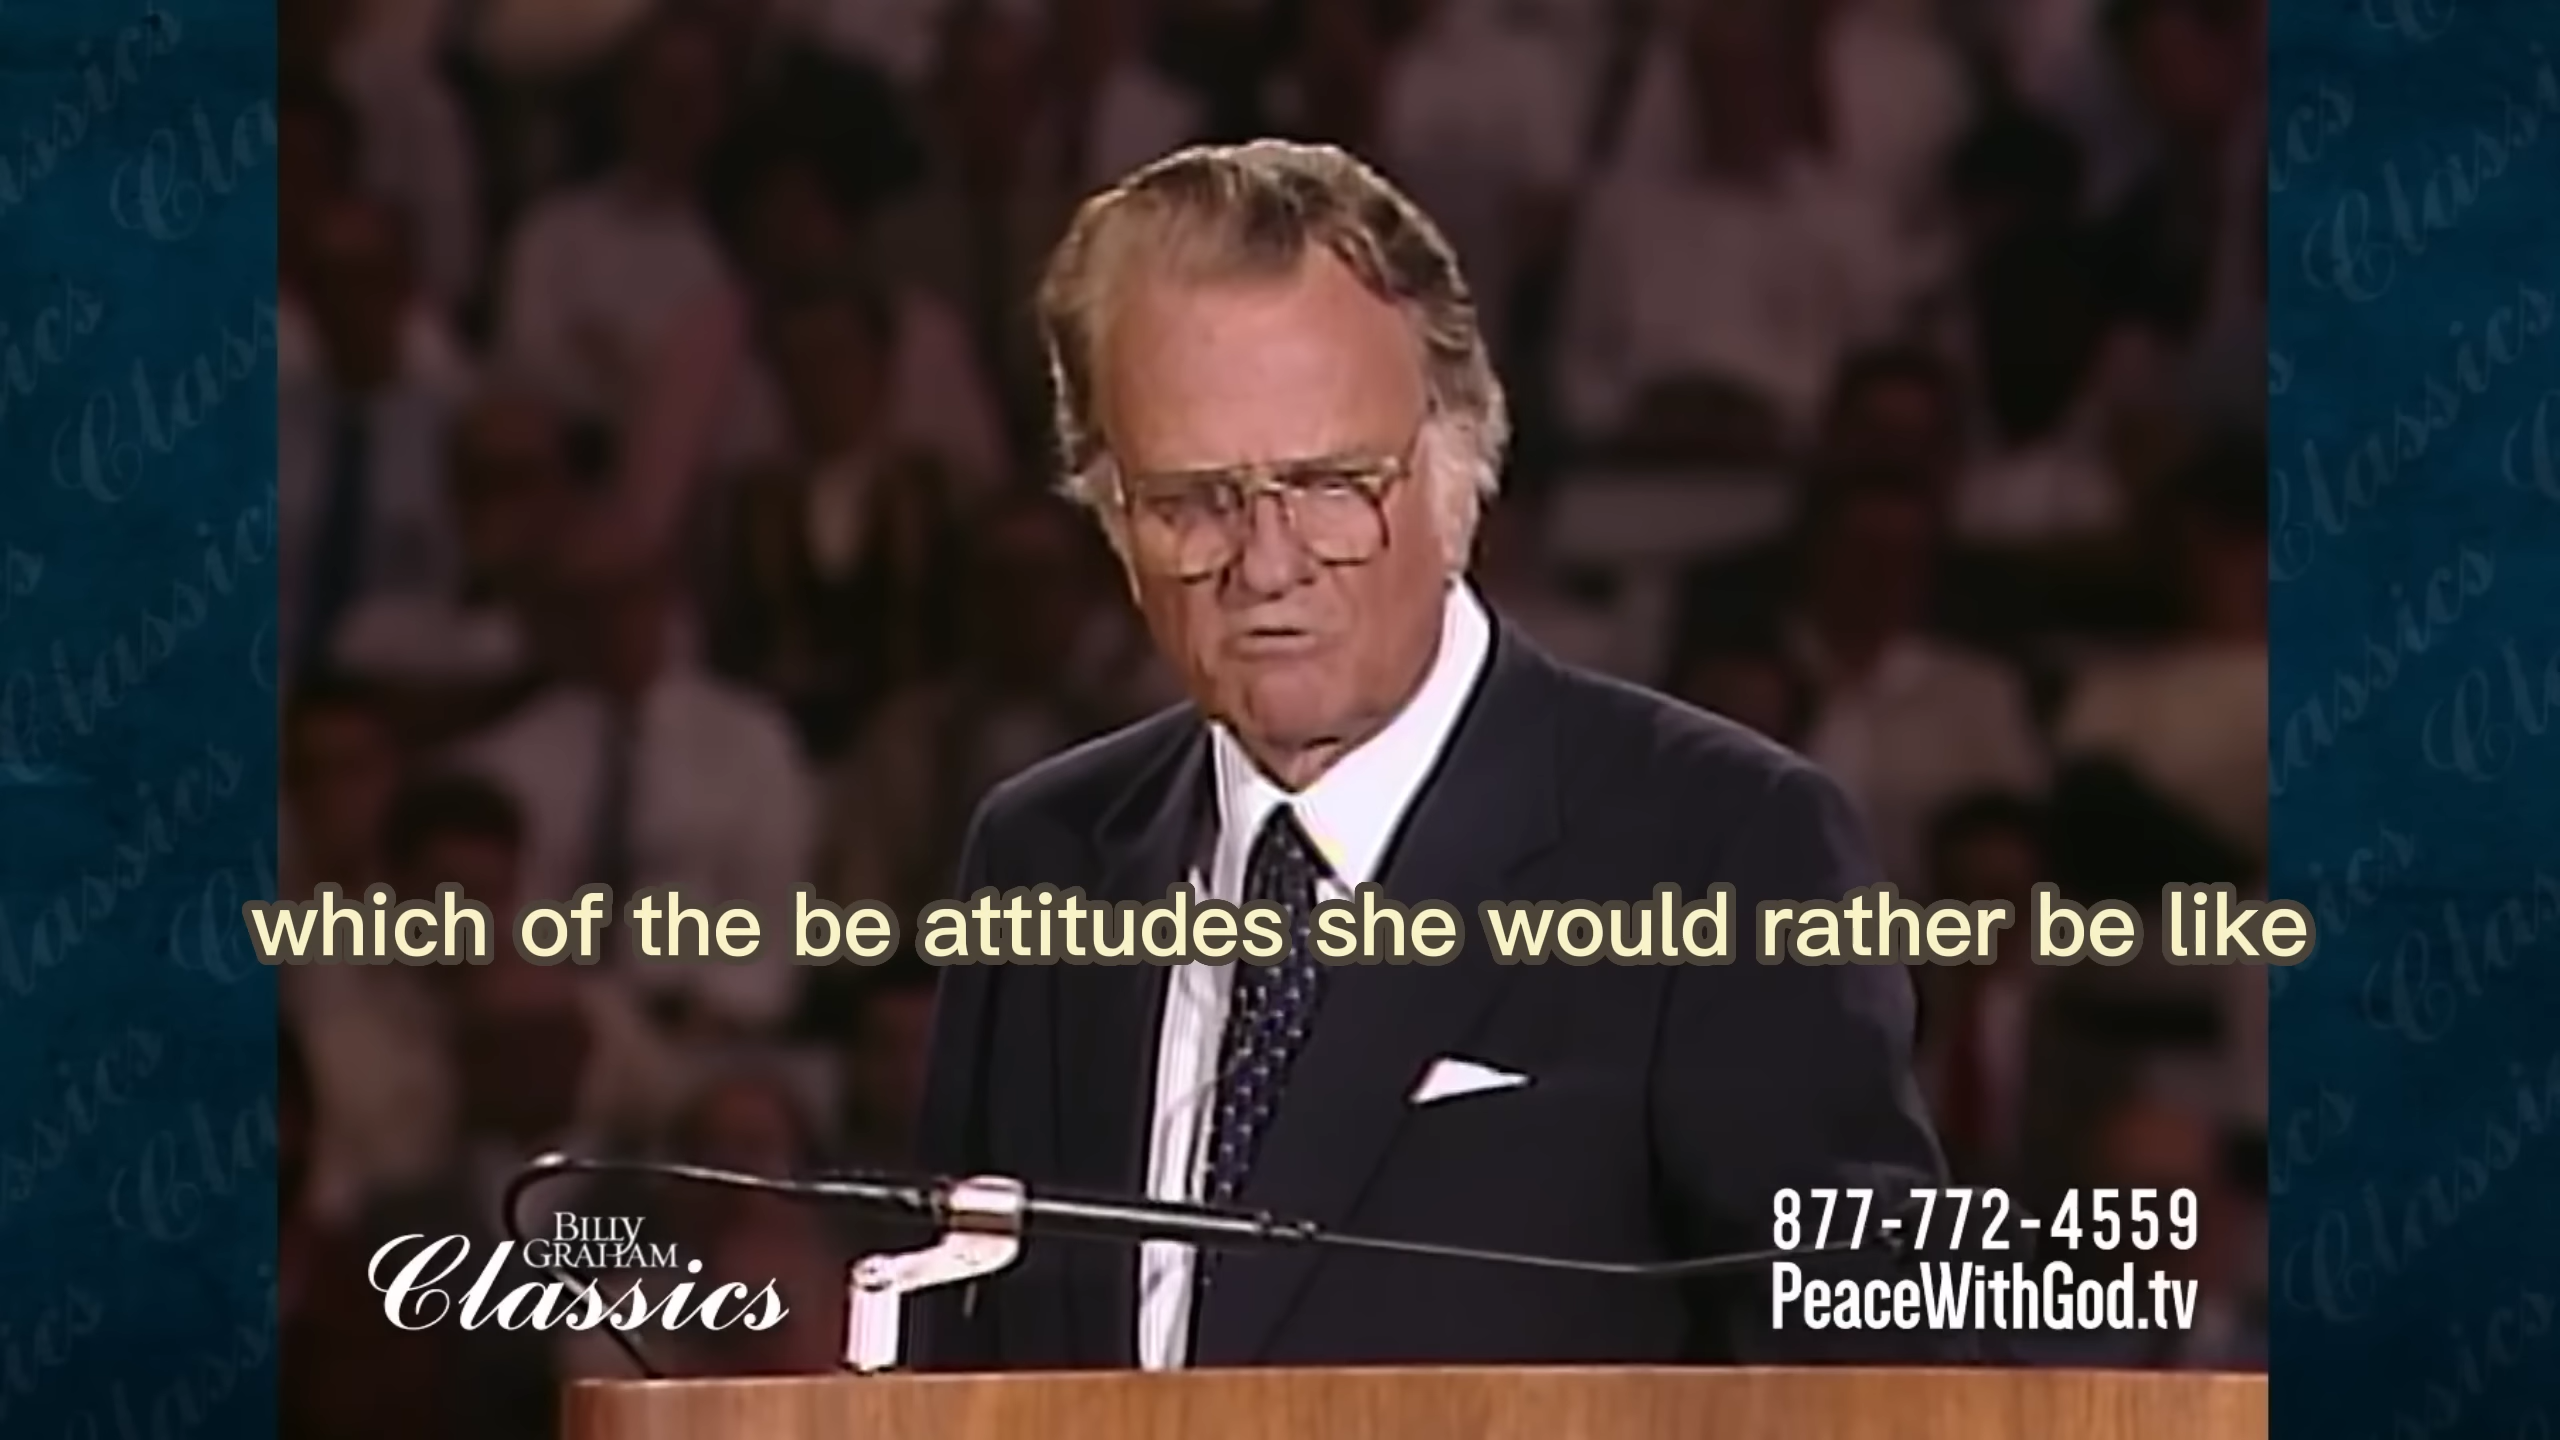 which of the be attitudes she would rather be like
BILLY
GRAHAM
Classics
877-772-4559
PeaceWithGod.tv